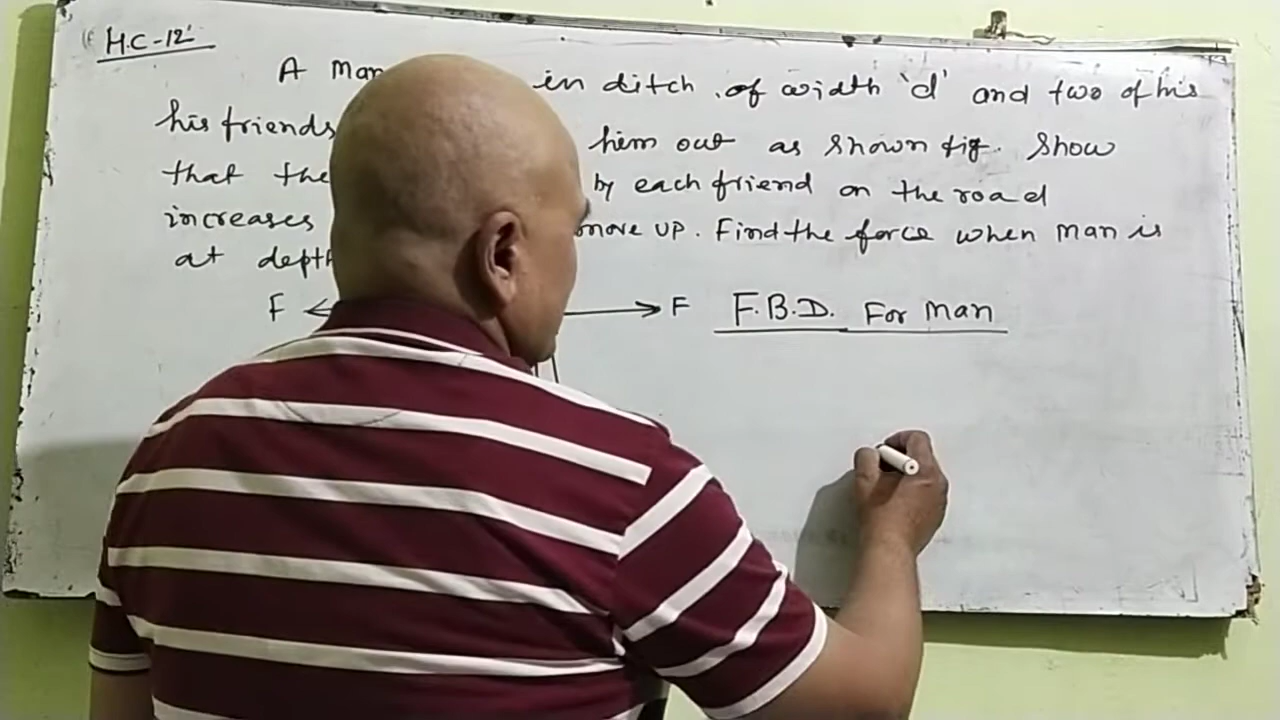 H.C-12'
A Man in ditch of width 'd' and two of his
his friends him out as shown fig. Show
that the by each friend on the road
increases move up. Find the force when man is
at depth
F F F.B.D. For Man